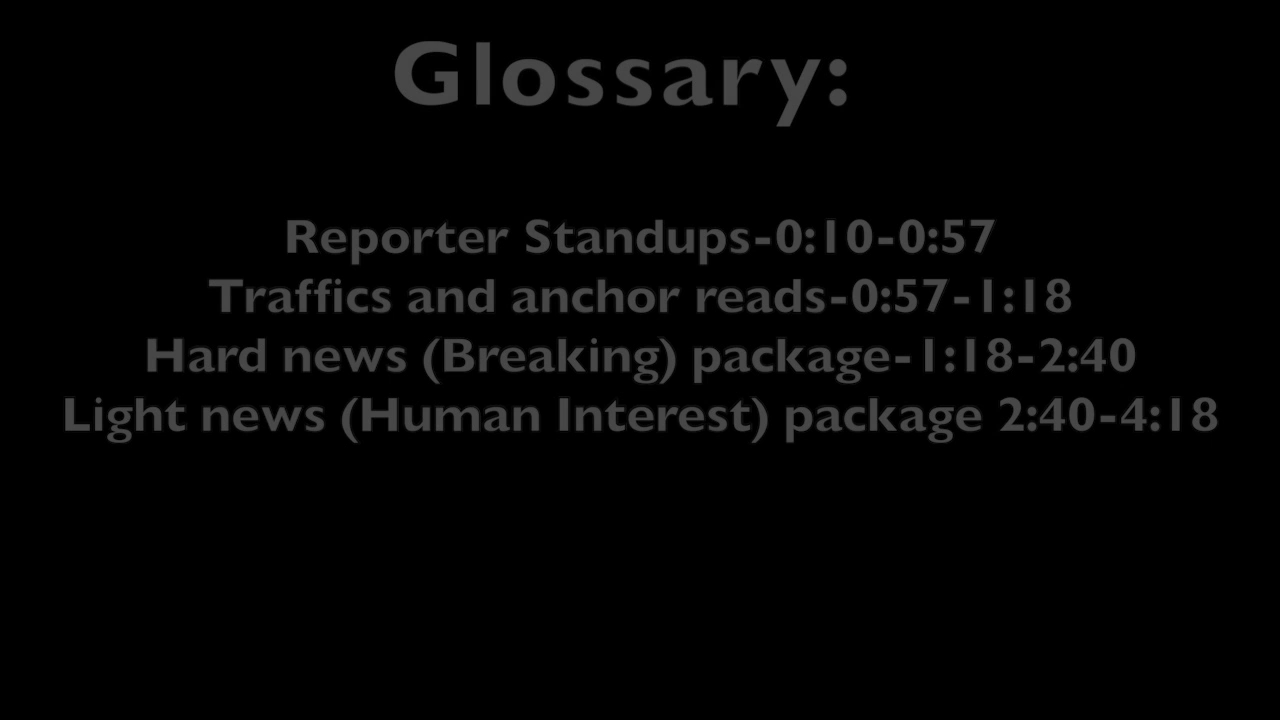 Glossary:
Reporter Standups-0:10-0:57
Traffics and anchor reads-0:57-1:18
Hard news (Breaking) package-1:18-2:40
Light news (Human Interest) package 2:40-4:18